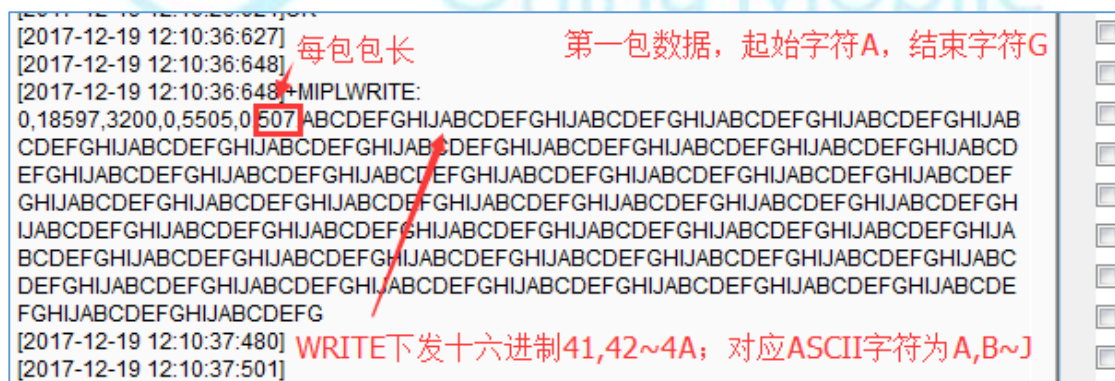 [2017-12-19 12:10:36:627]
每包包长
第一包数据，起始字符A，结束字符G
[2017-12-19 12:10:36:648]
[2017-12-19 12:10:36:648]+MIPLWRITE:
0,18597,3200,0,5505,0,507,ABCDEFGHIJABCDEFGHIJABCDEFGHIJABCDEFGHIJABCDEFGHIJAB
CDEFGHIJABCDEFGHIJABCDEFGHIJABCDEFGHIJABCDEFGHIJABCDEFGHIJABCDEFGHIJABCD
EFGHIJABCDEFGHIJABCDEFGHIJABCDEFGHIJABCDEFGHIJABCDEFGHIJABCDEFGHIJABCDEF
GHIJABCDEFGHIJABCDEFGHIJABCDEFGHIJABCDEFGHIJABCDEFGHIJABCDEFGHIJABCDEFGH
IJABCDEFGHIJABCDEFGHIJABCDEFGHIJABCDEFGHIJABCDEFGHIJABCDEFGHIJABCDEFGHIJA
BCDEFGHIJABCDEFGHIJABCDEFGHIJABCDEFGHIJABCDEFGHIJABCDEFGHIJABCDEFGHIJABC
DEFGHIJABCDEFGHIJABCDEFGHIJABCDEFGHIJABCDEFGHIJABCDEFGHIJABCDEFGHIJABCDE
FGHIJABCDEFGHIJABCDEFG
[2017-12-19 12:10:37:480]
WRITE下发十六进制41,42~4A；对应ASCII字符为A,B~J
[2017-12-19 12:10:37:501]